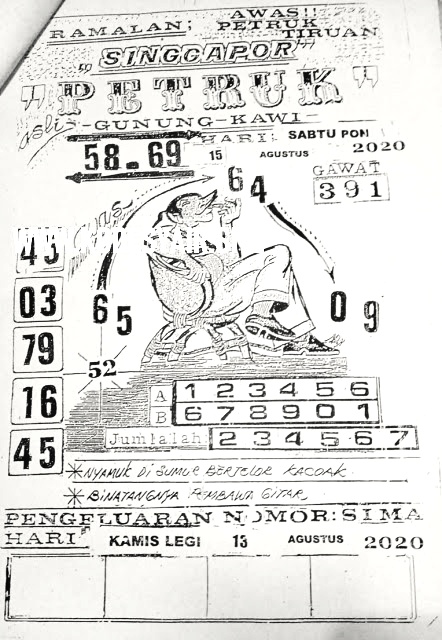 AWAS!!
RAMALAN; PETRUK
TIRUAN
"SINGGAPOR"
"PETRUK"
asli - GUNUNG - KAWI -
HARI: SABTU PON
58 - 69 15 AGUSTUS 2020
GAWAT
391
64
43
03
65
09
79
52
16
A 1 2 3 4 5 6
B 6 7 8 9 0 1
45
Jumlalah 2 3 4 5 6 7
*NYAMUK DI SUMUR BERTELOR KACOAK.
*BINATANGNYA PEMBAWA GITAR
PENGELUARAN NOMOR: SIMA
HARI KAMIS LEGI 13 AGUSTUS 2020